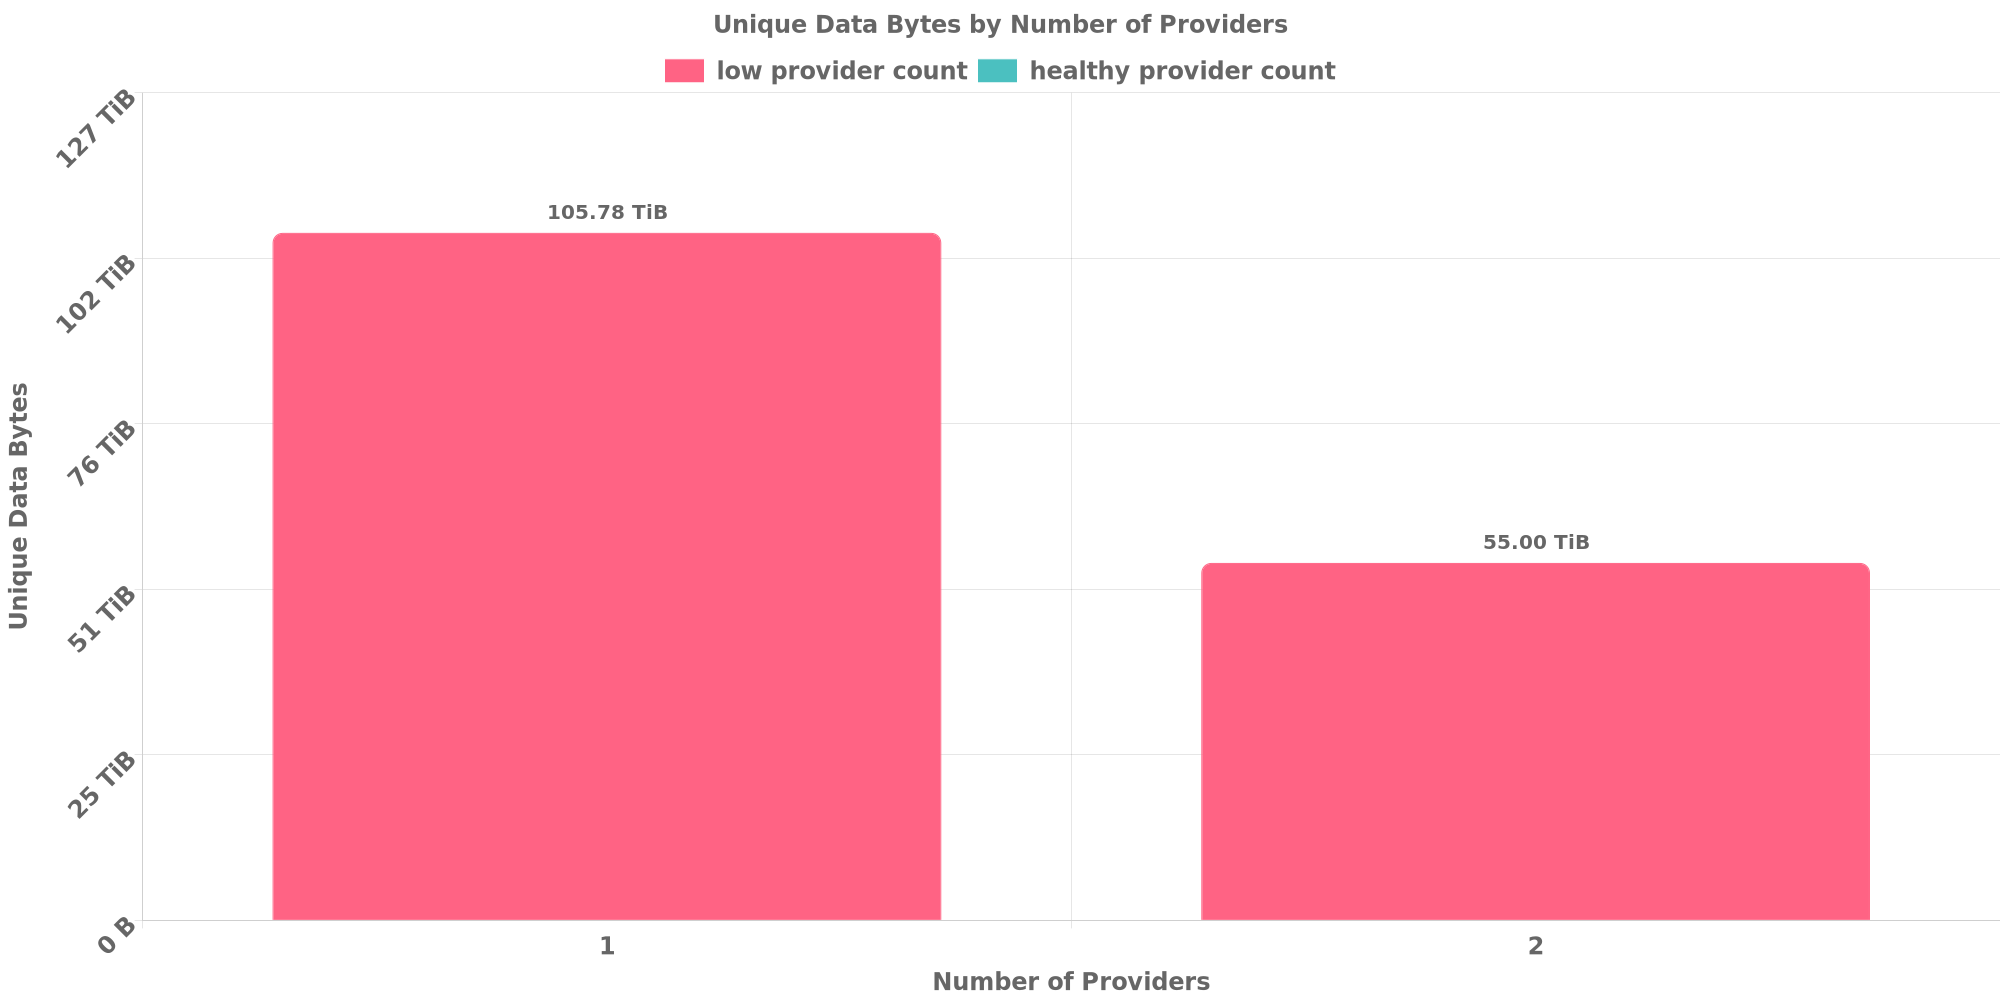 Unique Data Bytes by Number of Providers
low provider count healthy provider count
127 TiB
102 TiB
76 TiB
51 TiB
25 TiB
0 B
Unique Data Bytes
105.78 TiB
55.00 TiB
1 2
Number of Providers